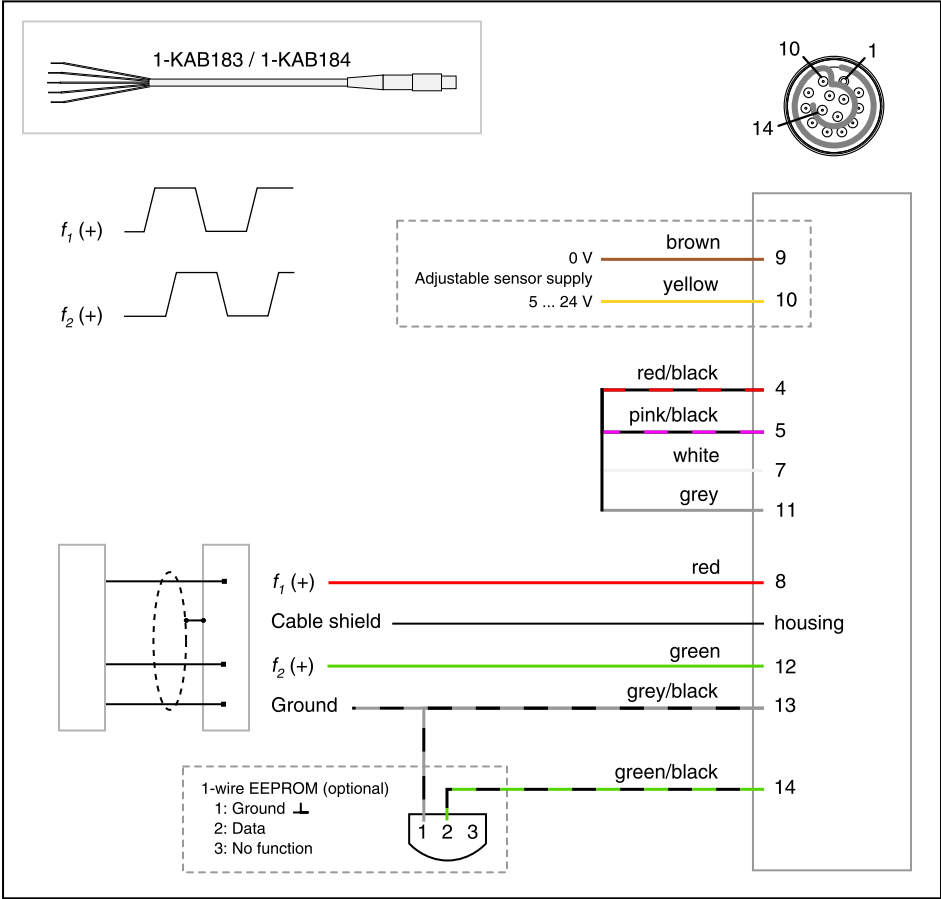 1-KAB183 / 1-KAB184
10 1
14
f1 (+)
f2 (+)
brown
0 V 9
Adjustable sensor supply
yellow
5 ... 24 V 10
red/black
4
pink/black
5
white
7
grey
11
red
f1 (+) 8
Cable shield housing
green
f2 (+) 12
grey/black
Ground 13
green/black
14
1-wire EEPROM (optional)
1: Ground
2: Data
3: No function
1 2 3